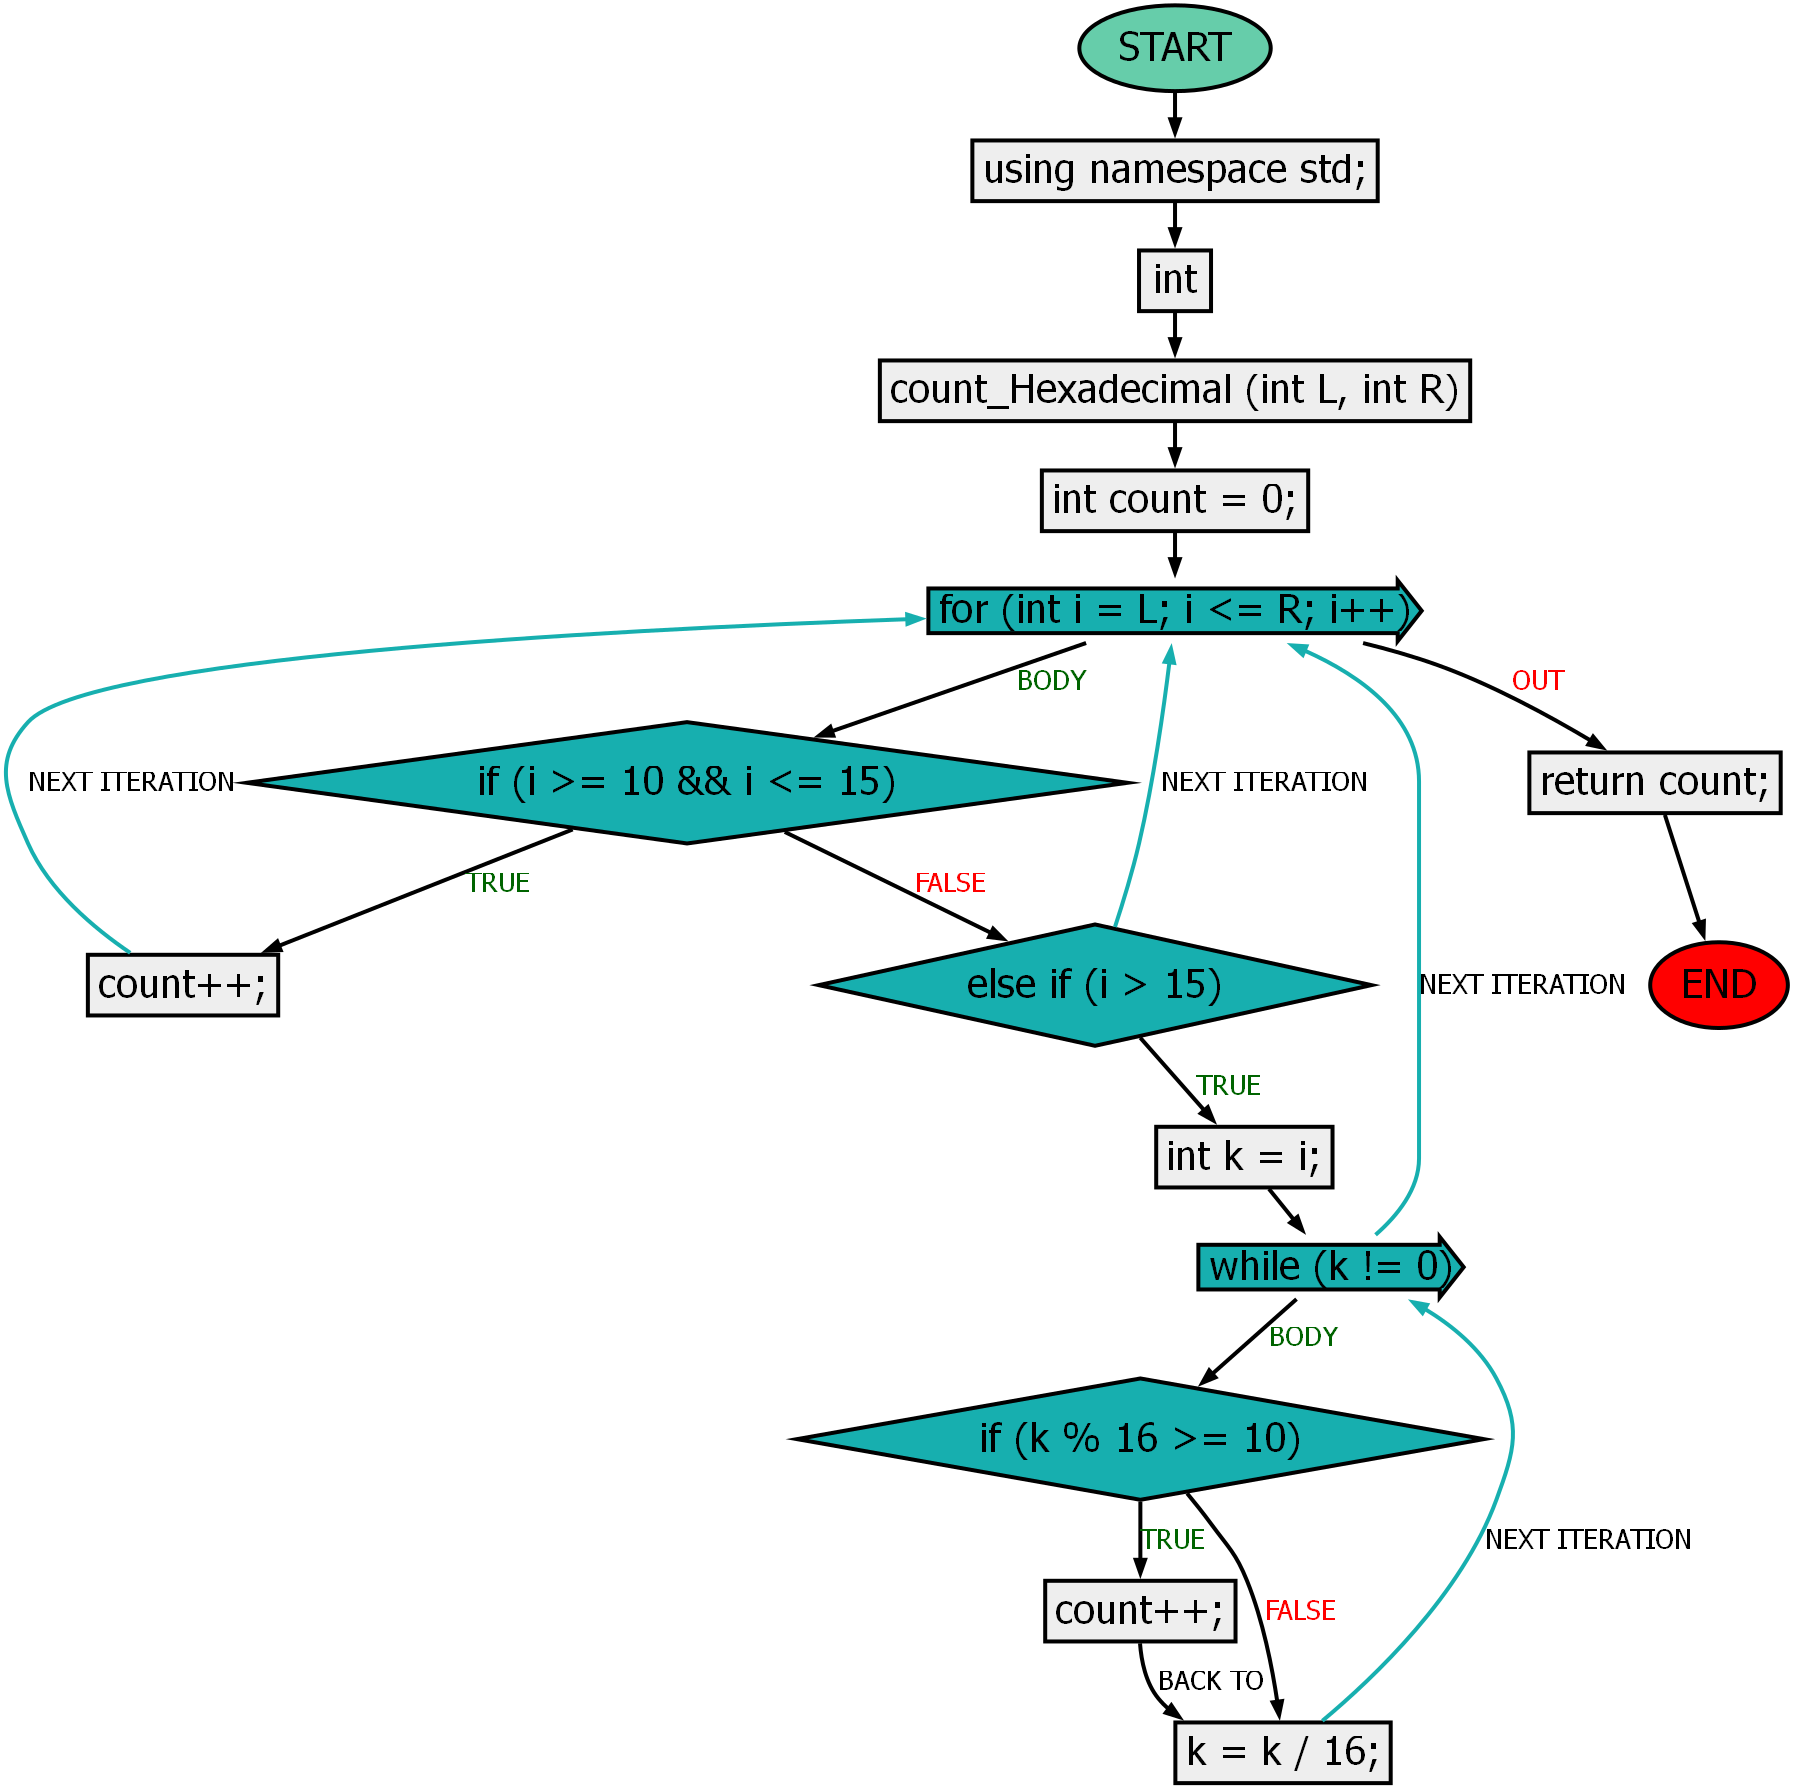 START
using namespace std;
int
count_Hexadecimal (int L, int R)
int count = 0;
for (int i = L; i <= R; i++)
BODY
OUT
NEXT ITERATION
if (i >= 10 && i <= 15)
NEXT ITERATION
return count;
TRUE
FALSE
count++;
else if (i > 15)
NEXT ITERATION
END
TRUE
int k = i;
while (k != 0)
BODY
if (k % 16 >= 10)
TRUE
NEXT ITERATION
count++;
FALSE
BACK TO
k = k / 16;